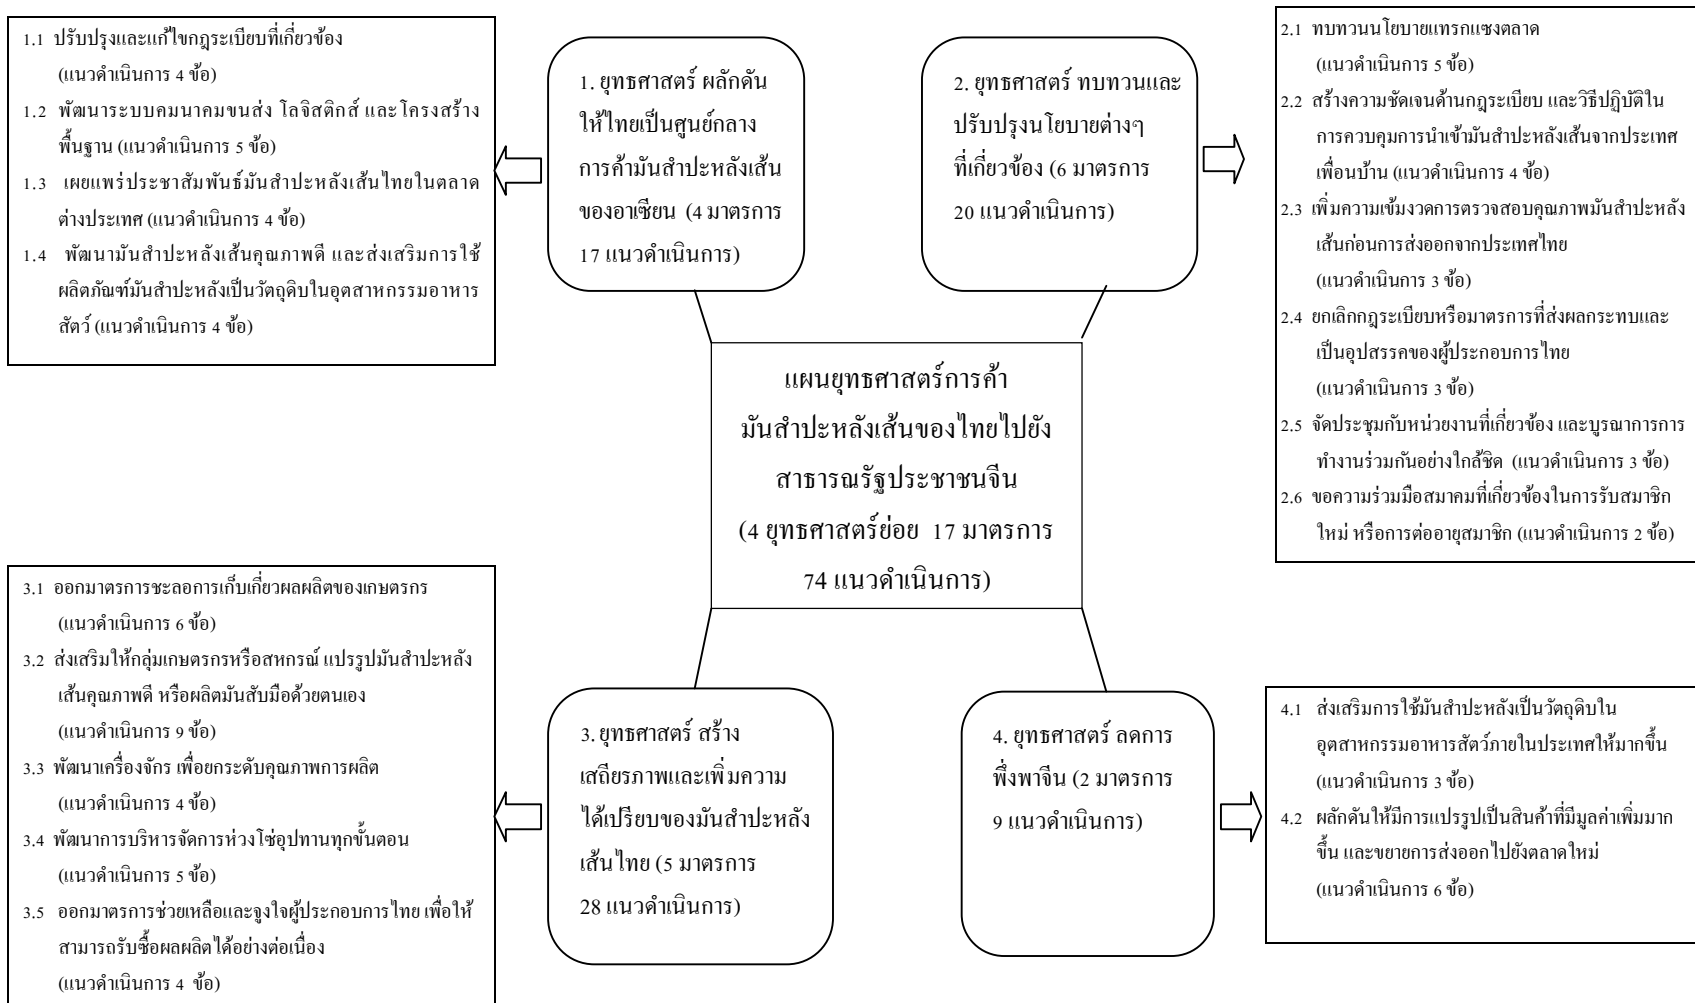 1.1 ปรับปรุงและแก้ไขกฎระเบียบที่เกี่ยวข้อง
(แนวดำเนินการ 4 ข้อ)
1.2 พัฒนาระบบคมนาคมขนส่ง โลจิสติกส์ และโครงสร้าง
พื้นฐาน (แนวดำเนินการ 5 ข้อ)
1.3 เผยแพร่ประชาสัมพันธ์มันสำปะหลังเส้นไทยในตลาด
ต่างประเทศ (แนวดำเนินการ 4 ข้อ)
1.4 พัฒนามันสำปะหลังเส้นคุณภาพดี และส่งเสริมการใช้
ผลิตภัณฑ์มันสำปะหลังเป็นวัตถุดิบในอุตสาหกรรมอาหาร
สัตว์ (แนวดำเนินการ 4 ข้อ)
1. ยุทธศาสตร์ ผลักดัน
ให้ไทยเป็นศูนย์กลาง
การค้ามันสำปะหลังเส้น
ของอาเซียน (4 มาตรการ
17 แนวดำเนินการ)
2. ยุทธศาสตร์ ทบทวนและ
ปรับปรุงนโยบายต่างๆ
ที่เกี่ยวข้อง (6 มาตรการ
20 แนวดำเนินการ)
2.1 ทบทวนนโยบายแทรกแซงตลาด
(แนวดำเนินการ 5 ข้อ)
2.2 สร้างความชัดเจนด้านกฎระเบียบ และวิธีปฏิบัติใน
การควบคุมการนำเข้ามันสำปะหลังเส้นจากประเทศ
เพื่อนบ้าน (แนวดำเนินการ 4 ข้อ)
2.3 เพิ่มความเข้มงวดการตรวจสอบคุณภาพมันสำปะหลัง
เส้นก่อนการส่งออกจากประเทศไทย
(แนวดำเนินการ 3 ข้อ)
2.4 ยกเลิกกฎระเบียบหรือมาตรการที่ส่งผลกระทบและ
เป็นอุปสรรคของผู้ประกอบการไทย
(แนวดำเนินการ 3 ข้อ)
2.5 จัดประชุมกับหน่วยงานที่เกี่ยวข้อง และบูรณาการการ
ทำงานร่วมกันอย่างใกล้ชิด (แนวดำเนินการ 3 ข้อ)
2.6 ขอความร่วมมือสมาคมที่เกี่ยวข้องในการรับสมาชิก
ใหม่ หรือการต่ออายุสมาชิก (แนวดำเนินการ 2 ข้อ)
แผนยุทธศาสตร์การค้า
มันสำปะหลังเส้นของไทยไปยัง
สาธารณรัฐประชาชนจีน
(4 ยุทธศาสตร์ย่อย 17 มาตรการ
74 แนวดำเนินการ)
3.1 ออกมาตรการชะลอการเก็บเกี่ยวผลผลิตของเกษตรกร
(แนวดำเนินการ 6 ข้อ)
3.2 ส่งเสริมให้กลุ่มเกษตรกรหรือสหกรณ์ แปรรูปมันสำปะหลัง
เส้นคุณภาพดี หรือผลิตมันสับมือด้วยตนเอง
(แนวดำเนินการ 9 ข้อ)
3.3 พัฒนาเครื่องจักร เพื่อยกระดับคุณภาพการผลิต
(แนวดำเนินการ 4 ข้อ)
3.4 พัฒนาการบริหารจัดการห่วงโซ่อุปทานทุกขั้นตอน
(แนวดำเนินการ 5 ข้อ)
3.5 ออกมาตรการช่วยเหลือและจูงใจผู้ประกอบการไทย เพื่อให้
สามารถรับซื้อผลผลิตได้อย่างต่อเนื่อง
(แนวดำเนินการ 4 ข้อ)
3. ยุทธศาสตร์ สร้าง
เสถียรภาพและเพิ่มความ
ได้เปรียบของมันสำปะหลัง
เส้นไทย (5 มาตรการ
28 แนวดำเนินการ)
4. ยุทธศาสตร์ ลดการ
พึ่งพาจีน (2 มาตรการ
9 แนวดำเนินการ)
4.1 ส่งเสริมการใช้มันสำปะหลังเป็นวัตถุดิบใน
อุตสาหกรรมอาหารสัตว์ภายในประเทศให้มากขึ้น
(แนวดำเนินการ 3 ข้อ)
4.2 ผลักดันให้มีการแปรรูปเป็นสินค้าที่มีมูลค่าเพิ่มมาก
ขึ้น และขยายการส่งออกไปยังตลาดใหม่
(แนวดำเนินการ 6 ข้อ)